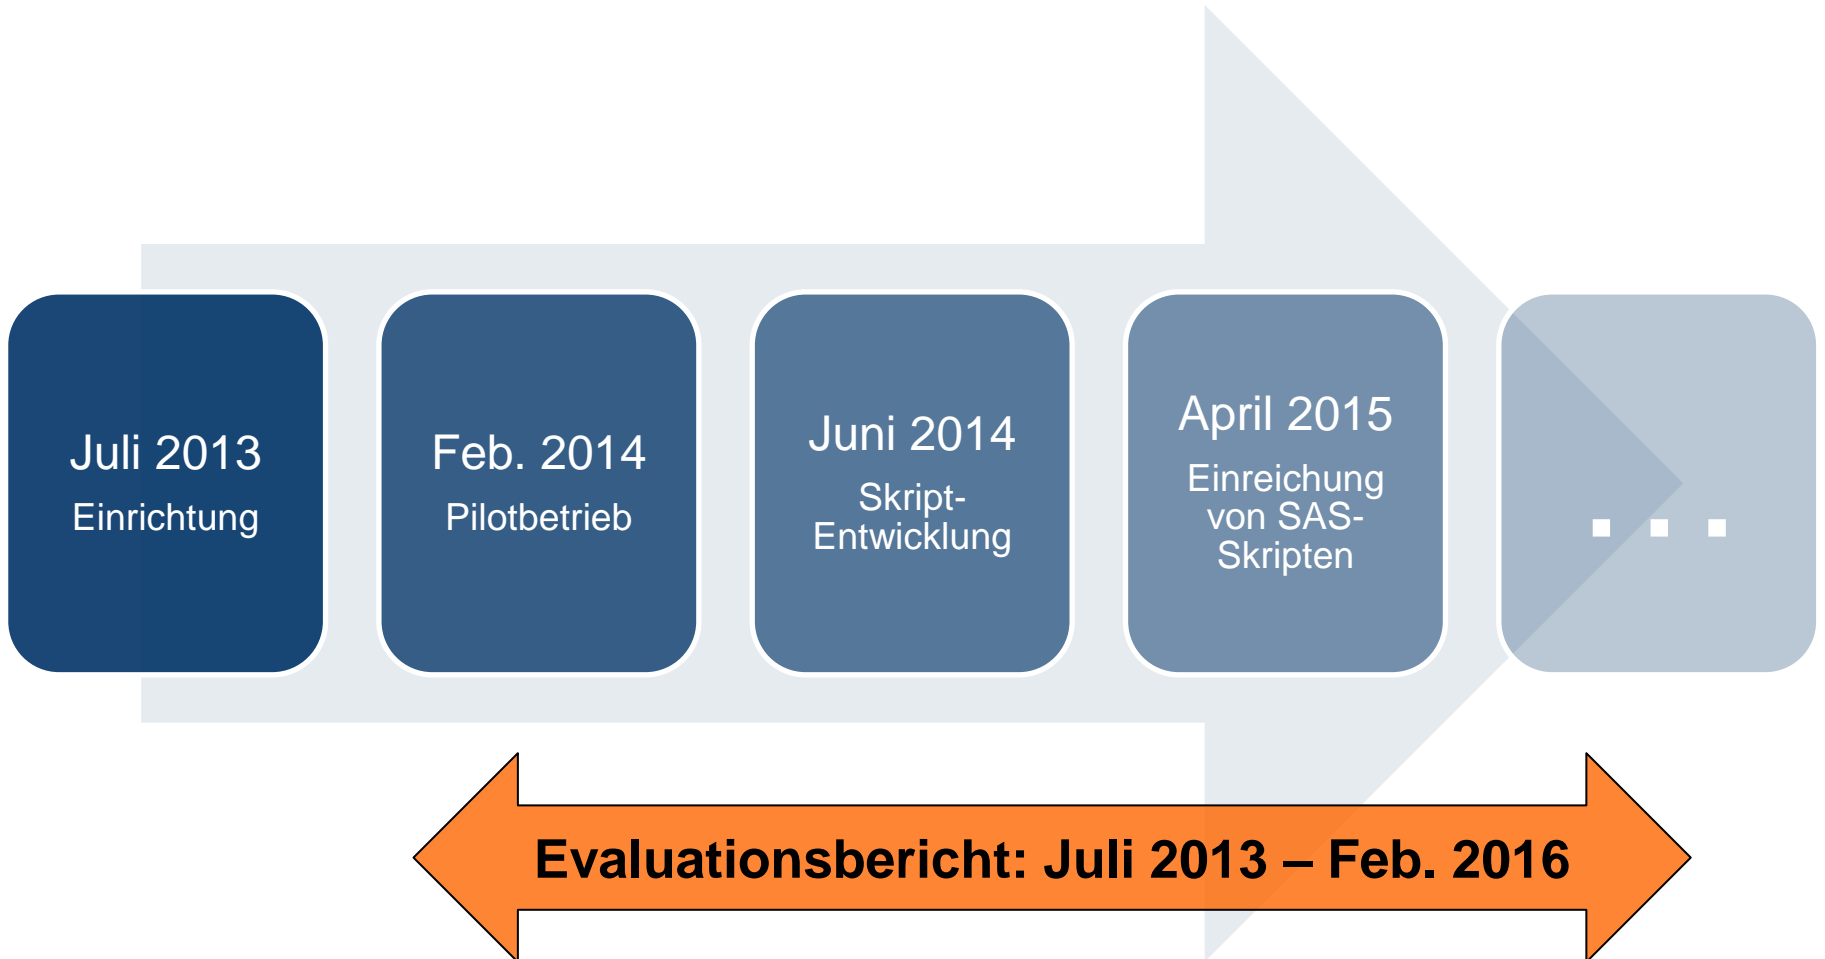 Juli 2013
Einrichtung
Feb. 2014
Pilotbetrieb
Juni 2014
Skript-
Entwicklung
April 2015
Einreichung
von SAS-
Skripten
...
Evaluationsbericht: Juli 2013 – Feb. 2016